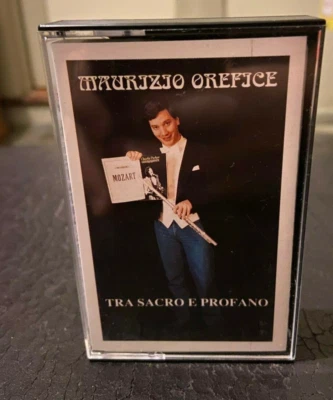 MAURIZIO OREFICE
MOZART
TRA SACRO E PROFANO